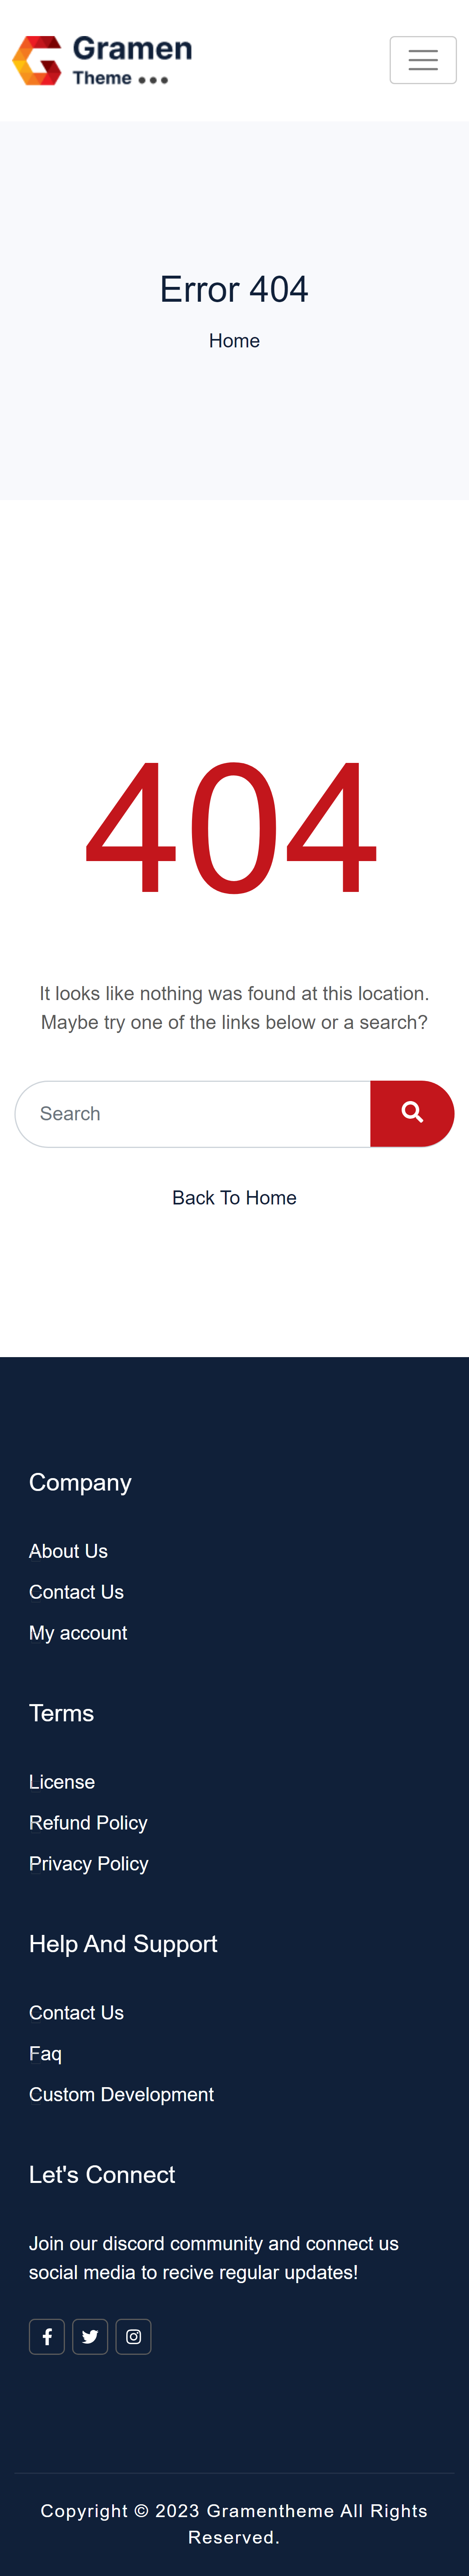 Gramen
Theme
Error 404
Home
404
It looks like nothing was found at this location.
Maybe try one of the links below or a search?
Search
Back To Home
Company
About Us
Contact Us
My account
Terms
License
Refund Policy
Privacy Policy
Help And Support
Contact Us
Faq
Custom Development
Let's Connect
Join our discord community and connect us
social media to recive regular updates!
Copyright © 2023 Gramentheme All Rights
Reserved.